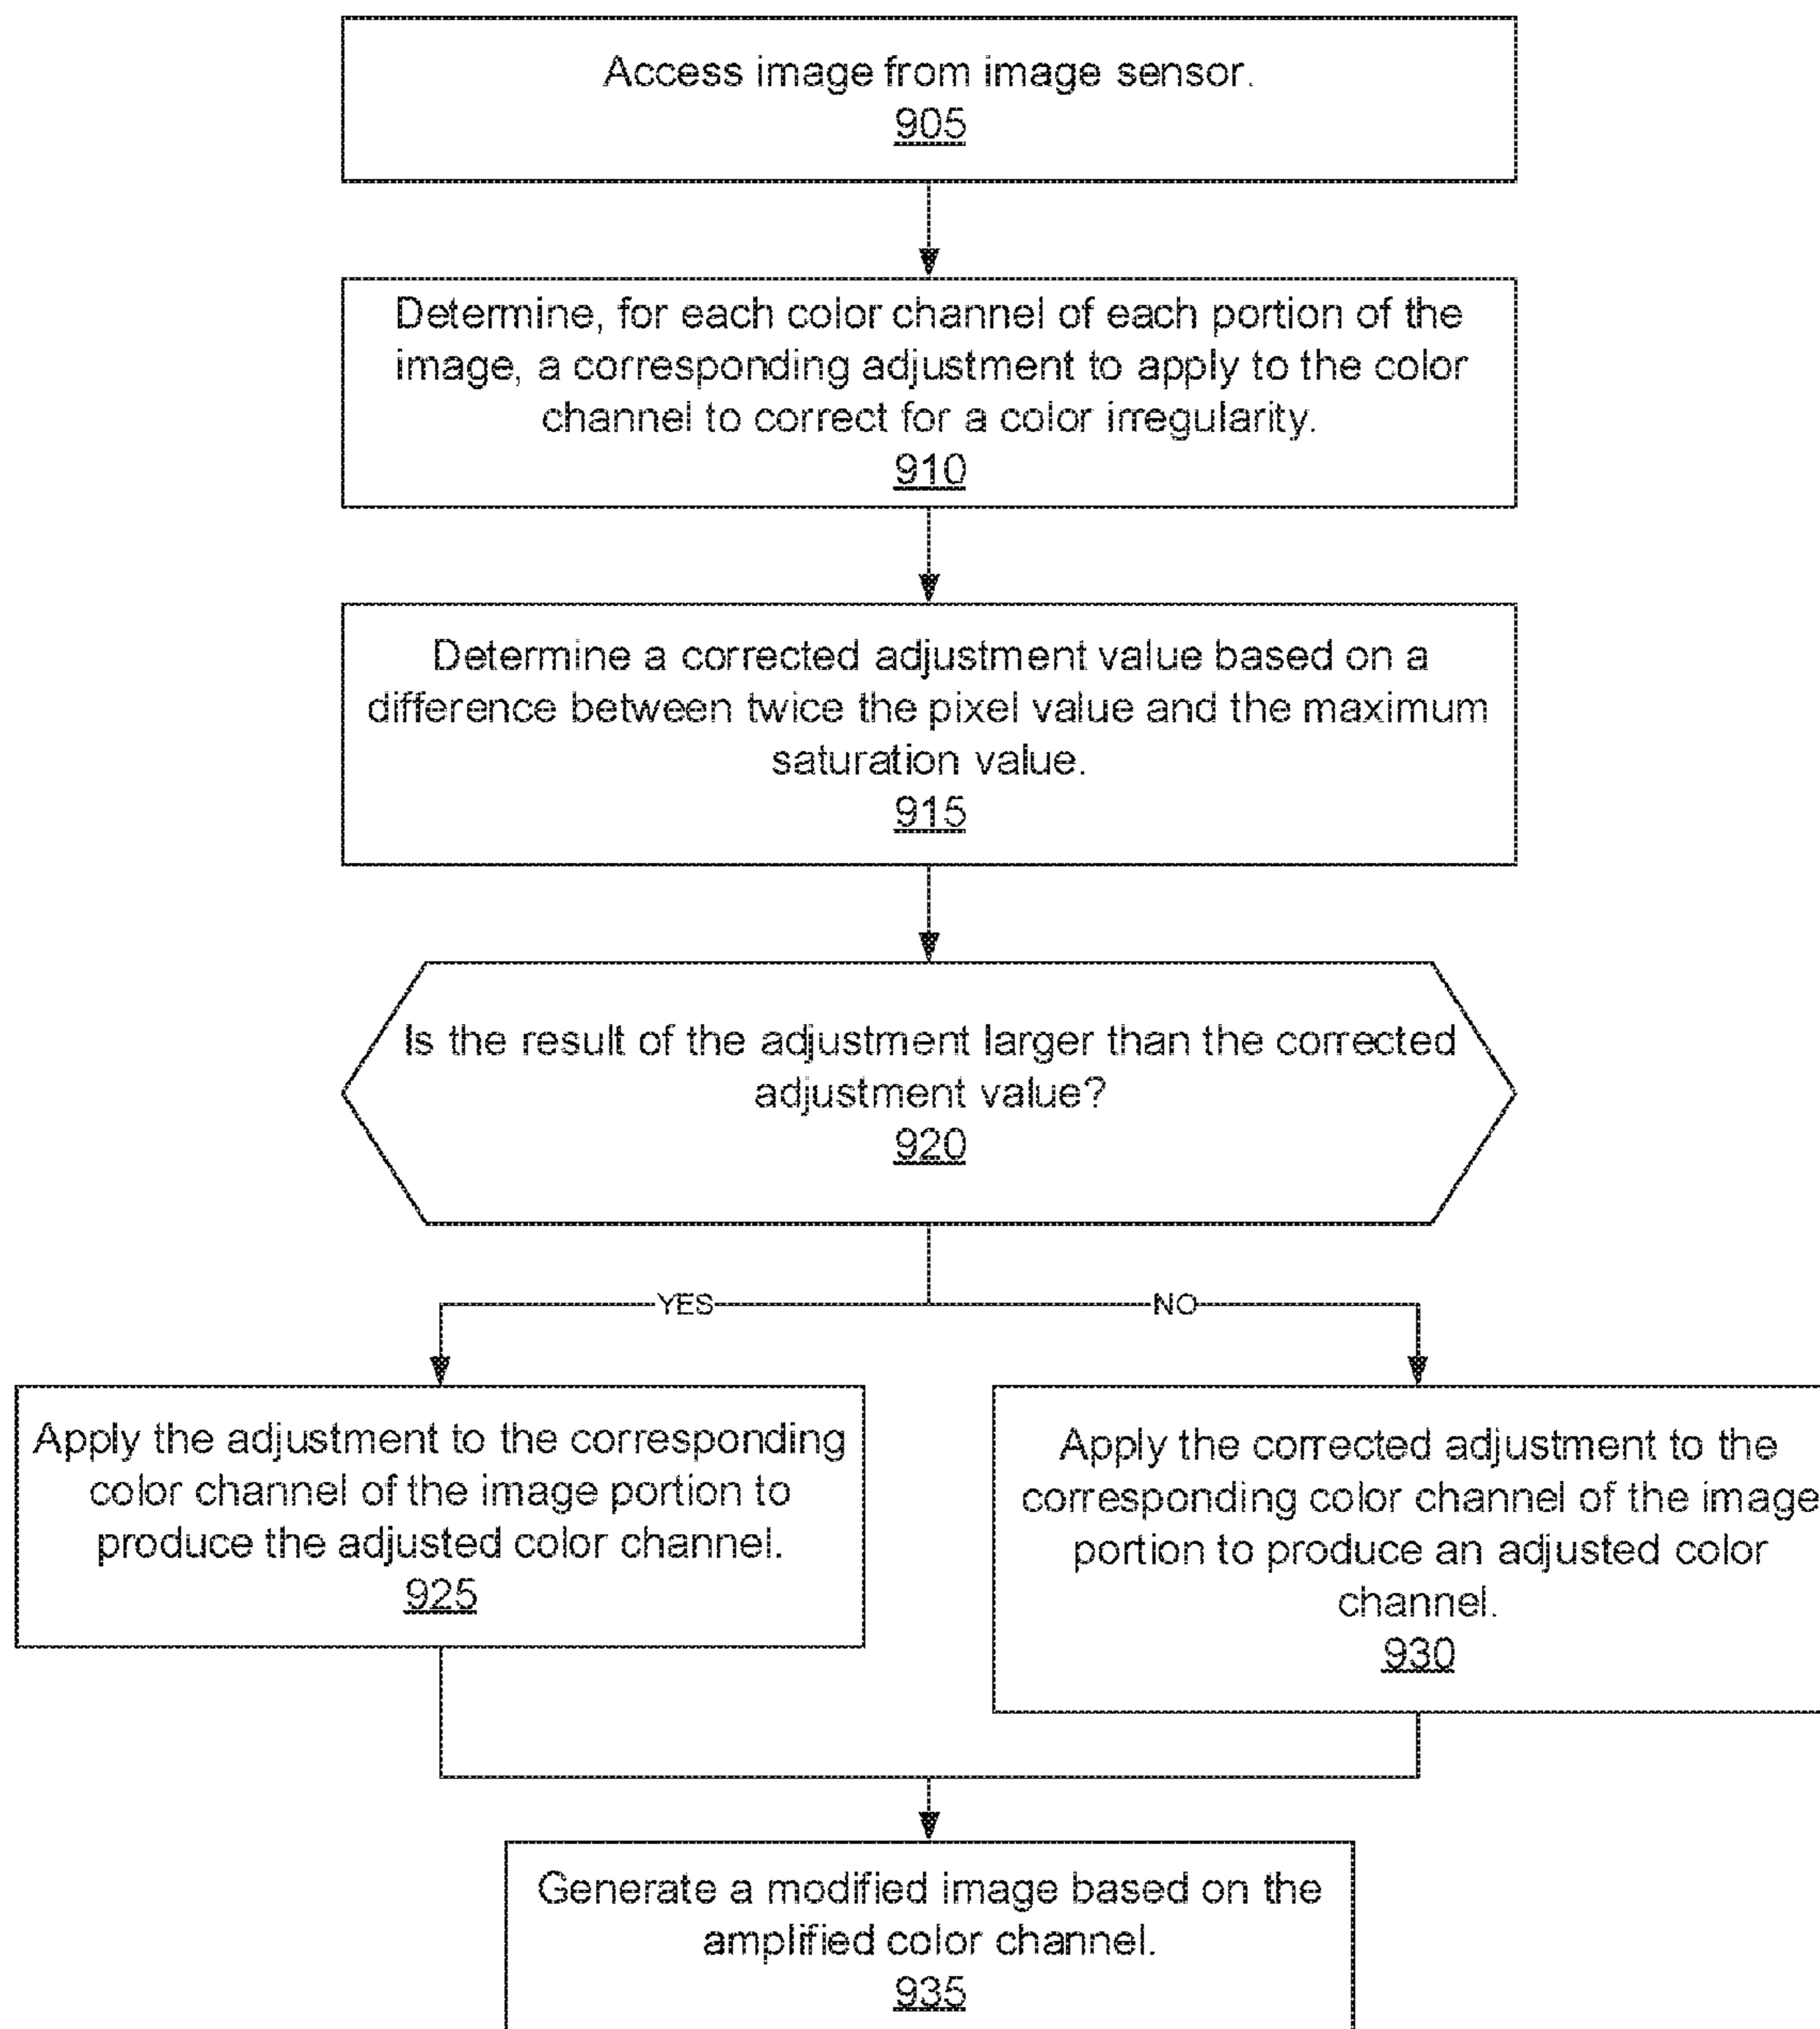 Access image from image sensor.
905
Determine, for each color channel of each portion of the
image, a corresponding adjustment to apply to the color
channel to correct for a color irregularity.
910
Determine a corrected adjustment value based on a
difference between twice the pixel value and the maximum
saturation value.
915
Is the result of the adjustment larger than the corrected
adjustment value?
920
YES
NO
Apply the adjustment to the corresponding
color channel of the image portion to
produce the adjusted color channel.
925
Apply the corrected adjustment to the
corresponding color channel of the image
portion to produce an adjusted color
channel.
930
Generate a modified image based on the
amplified color channel.
935